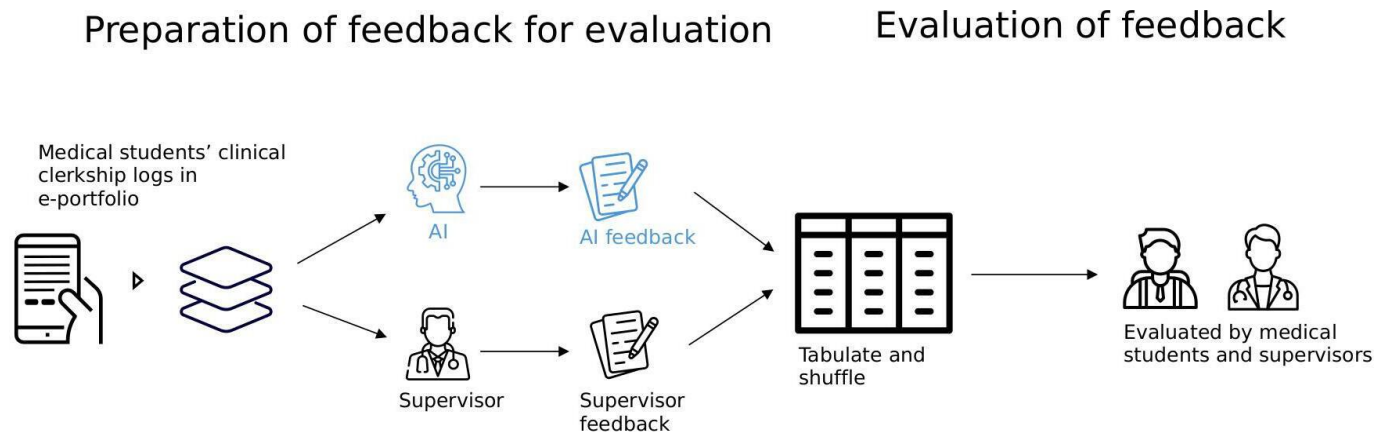 Preparation of feedback for evaluation
Evaluation of feedback
Medical students’ clinical
clerkship logs in
e-portfolio
AI
AI feedback
Supervisor
Supervisor
feedback
Tabulate and
shuffle
Evaluated by medical
students and supervisors